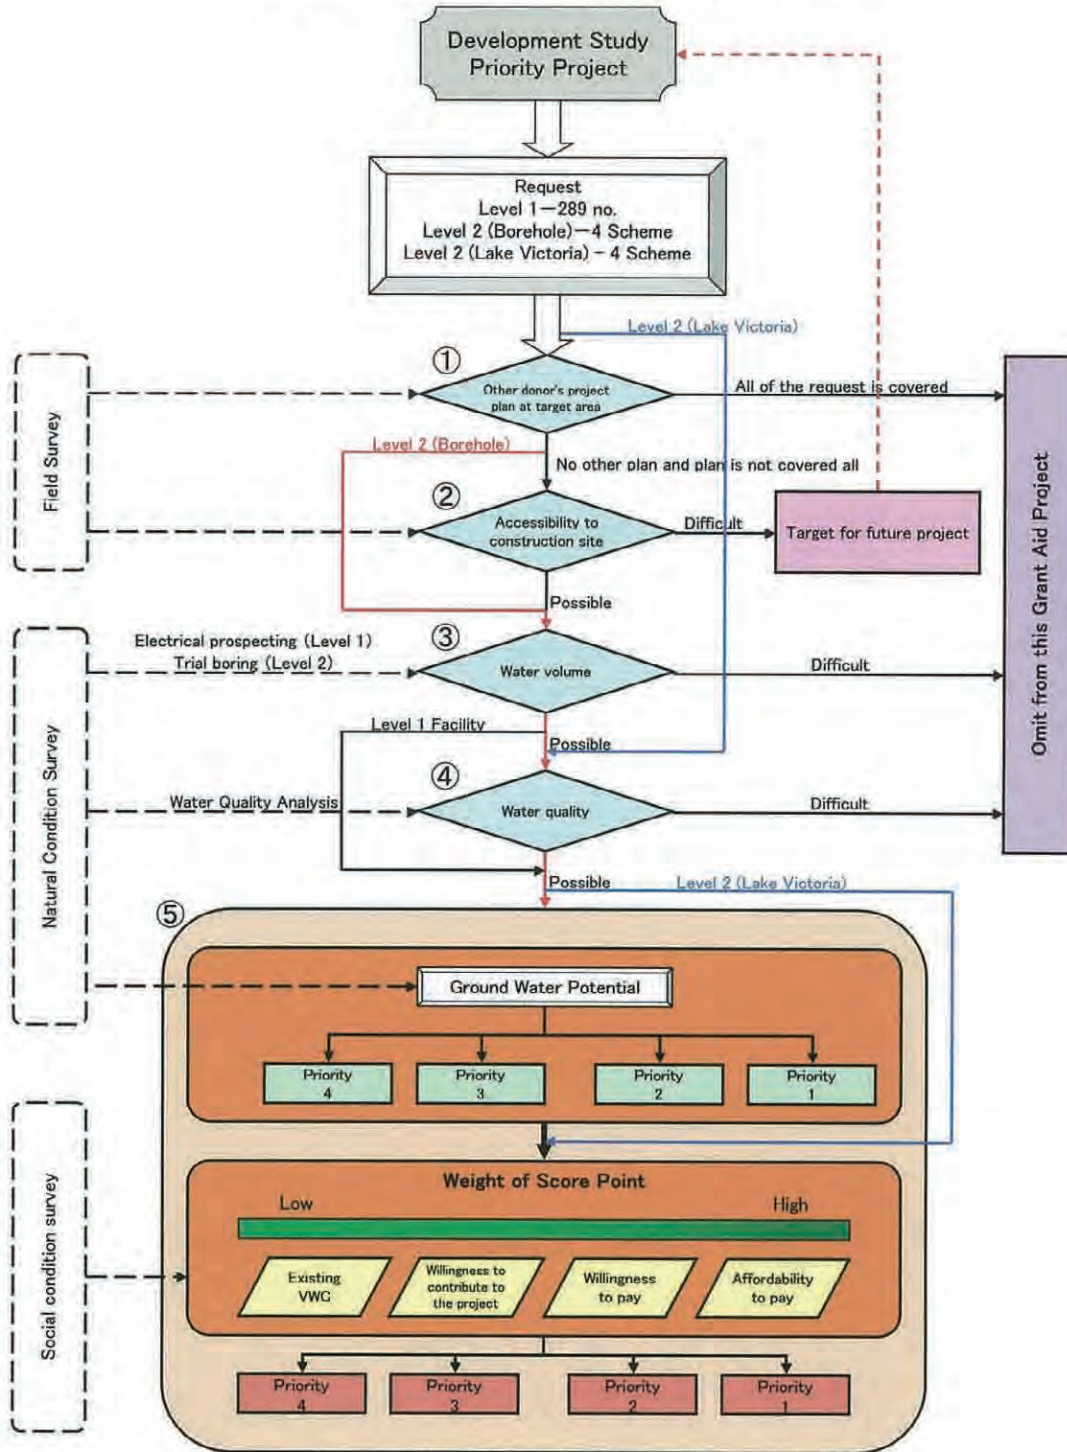 Development Study
Priority Project
Request
Level 1－289 no.
Level 2 (Borehole)－4 Scheme
Level 2 (Lake Victoria) - 4 Scheme
Level 2 (Lake Victoria)
①
Other donor's project
plan at target area
All of the request is covered
Field Survey
Level 2 (Borehole)
No other plan and plan is not covered all
②
Accessibility to
construction site
Difficult
Target for future project
Omit from this Grant Aid Project
Possible
Electrical prospecting (Level 1)
Trial boring (Level 2)
③
Water volume
Difficult
Natural Condition Survey
Level 1 Facility
Possible
④
Water Quality Analysis
Water quality
Difficult
Possible
Level 2 (Lake Victoria)
⑤
Ground Water Potential
Priority
4
Priority
3
Priority
2
Priority
1
Social condition survey
Weight of Score Point
Low
High
Existing
VWC
Willingness to
contribute to
the project
Willingness
to pay
Affordability
to pay
Priority
4
Priority
3
Priority
2
Priority
1